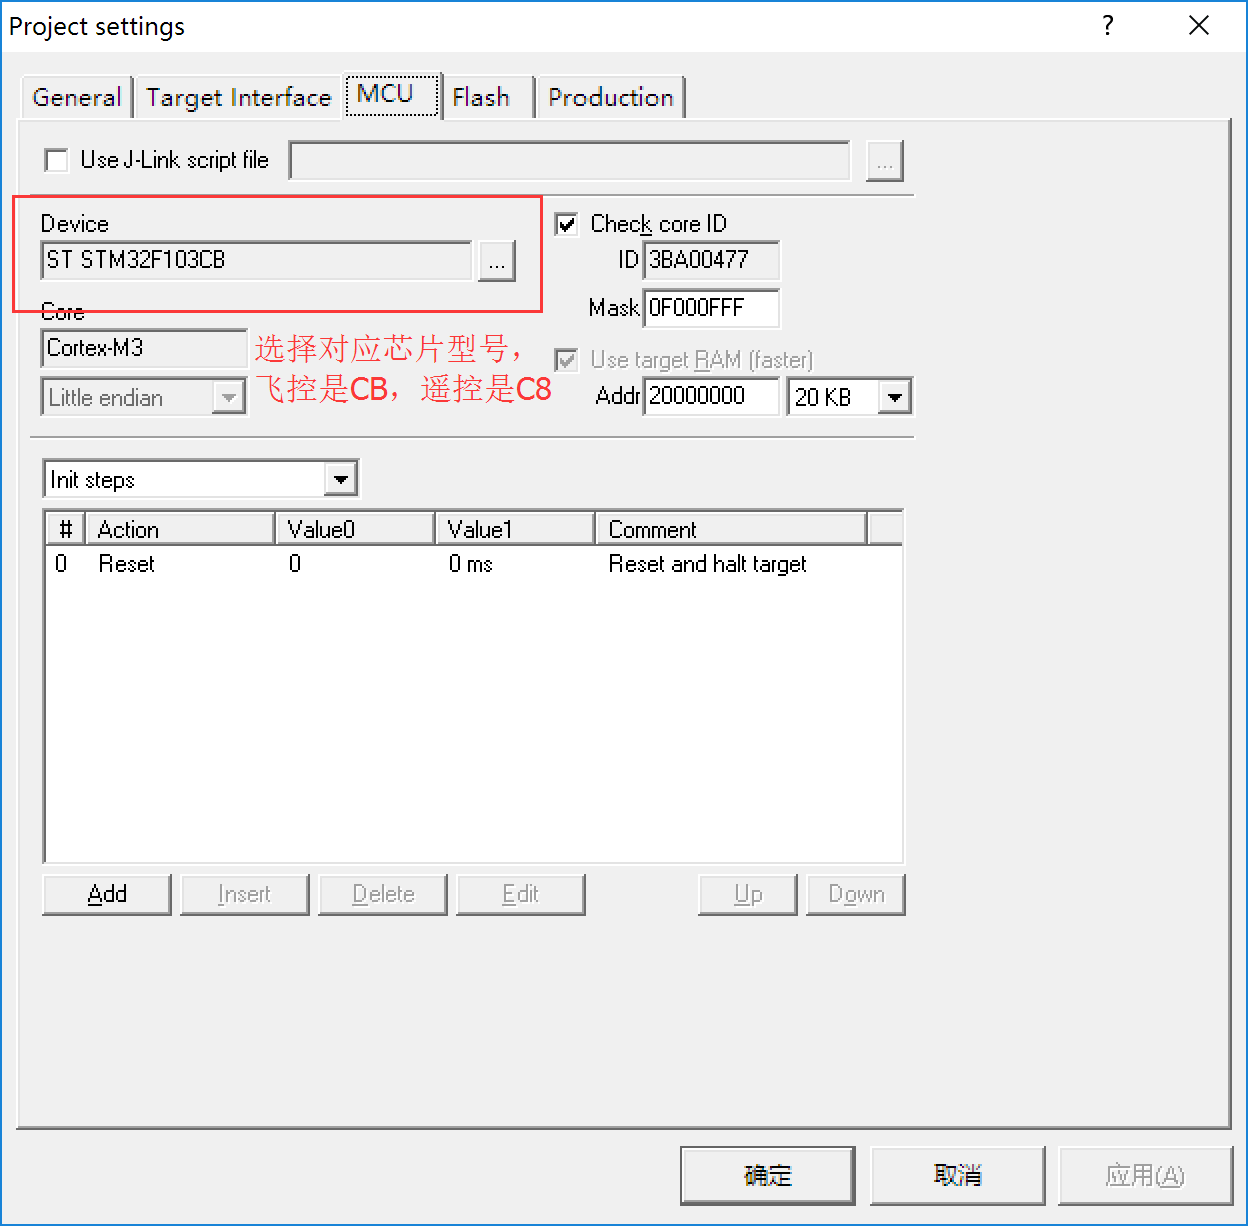 Project settings
?
General
Target Interface
MCU
Flash
Production
Use J-Link script file
...
Device
ST STM32F103CB
...
Check core ID
ID 3BA00477
Mask 0F000FFF
Core
Cortex-M3
Little endian
选择对应芯片型号，
飞控是CB，遥控是C8
Use target RAM (faster)
Addr 20000000 20 KB
Init steps
# Action Value0 Value1 Comment
0 Reset 0 0 ms Reset and halt target
Add Insert Delete Edit Up Down
确定 取消 应用(A)